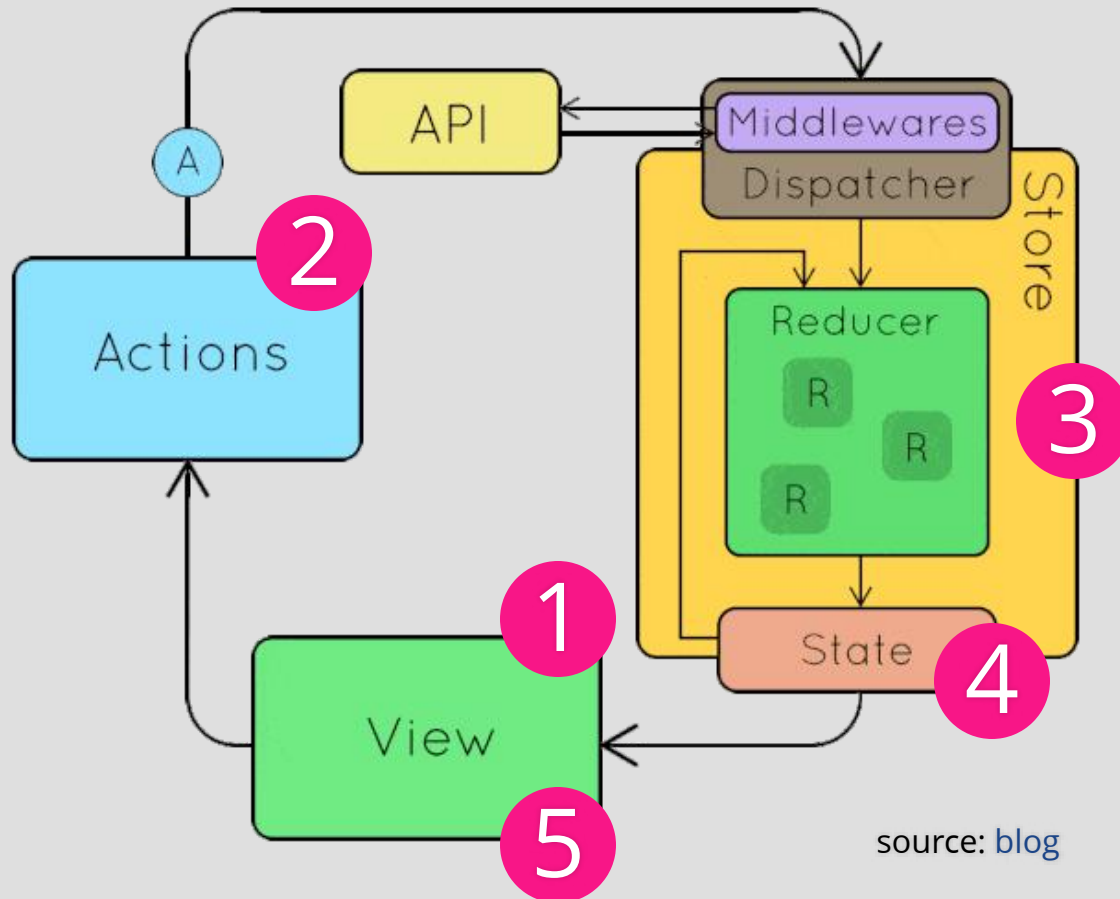 API
Middlewares
Dispatcher
Store
A
2
Actions
Reducer
R
R
R
3
1
State
4
View
5
source: blog